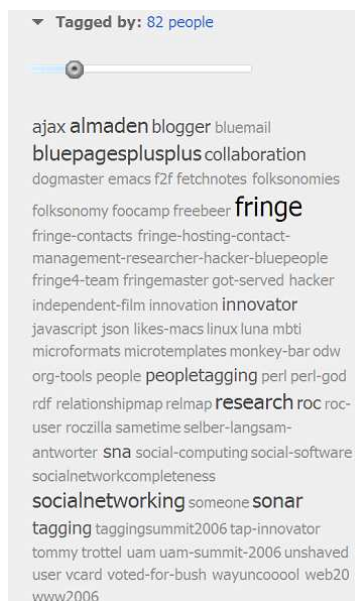 Tagged by: 82 people
ajax almaden blogger bluemail
bluepagesplusplus collaboration
dogmaster emacs f2f fetchnotes folksonomies
folksonomy foocamp freebeer fringe
fringe-contacts fringe-hosting-contact-
management-researcher-hacker-bluepeople
fringe4-team fringemaster got-served hacker
independent-film innovation innovator
javascript json likes-macs linux luna mbti
microformats microtemplates monkey-bar odw
org-tools people peopletagging perl perl-god
rdf relationshipmap relmap research roc roc-
user roczilla sametime selber-langsam-
antworter sna social-computing social-software
socialnetworkcompleteness
socialnetworking someone sonar
tagging taggingsummit2006 tap-innovator
tommy trottel uam uam-summit-2006 unshaved
user vcard voted-for-bush wayuncooool web20
www2006